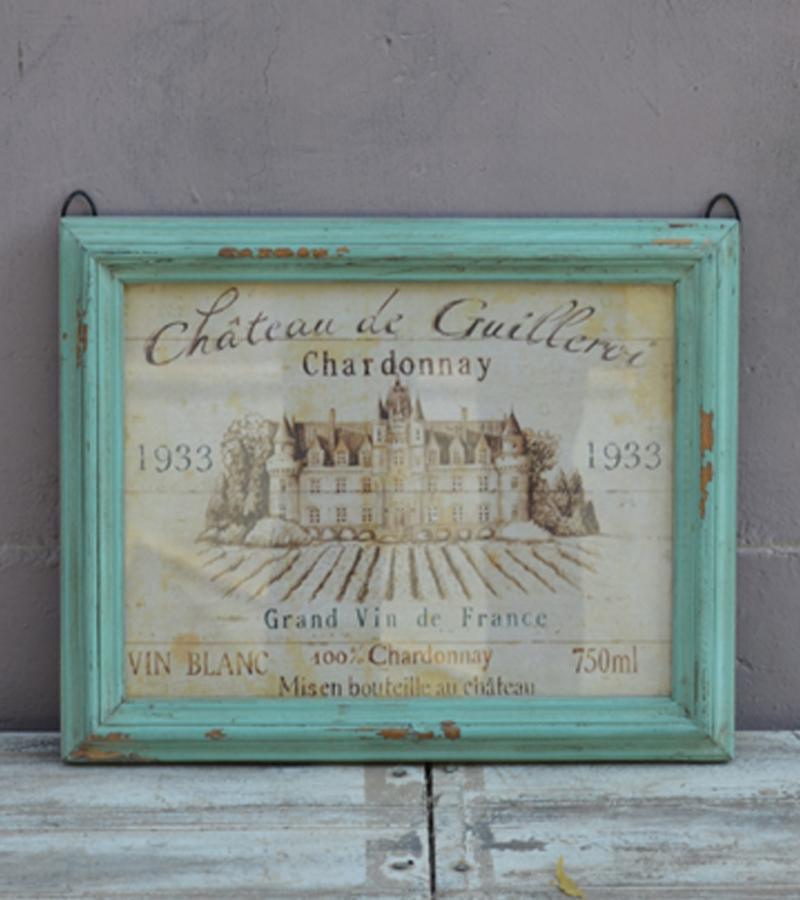 Château de Guilleroi
Chardonnay
1933 1933
Grand Vin de France
VIN BLANC 100% Chardonnay 750ml
Mis en bouteille au château